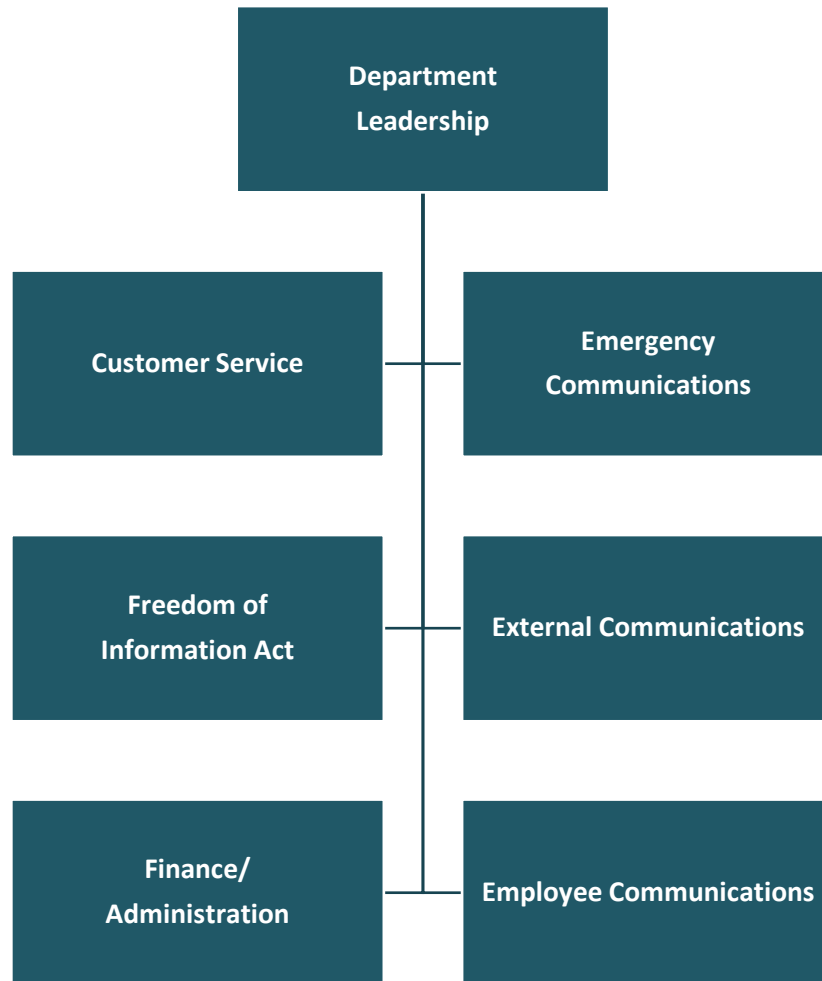 Department
Leadership
Customer Service
Emergency
Communications
Freedom of
Information Act
External Communications
Finance/
Administration
Employee Communications